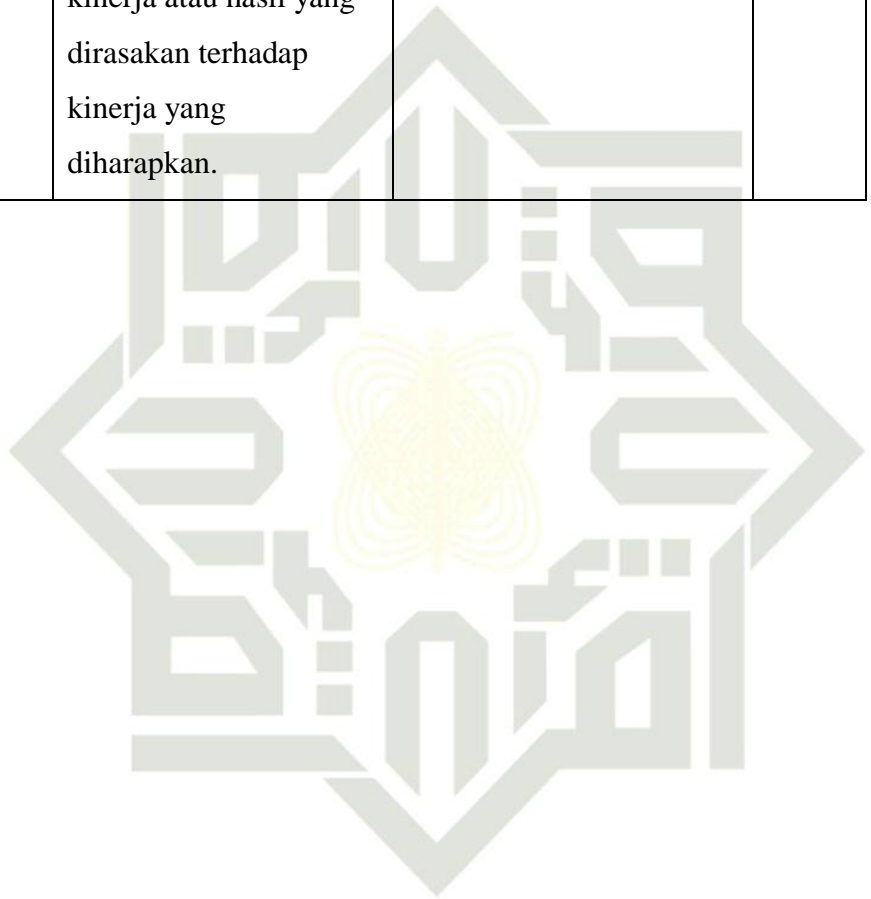 kinerja atau hasil yang
dirasakan terhadap
kinerja yang
diharapkan.